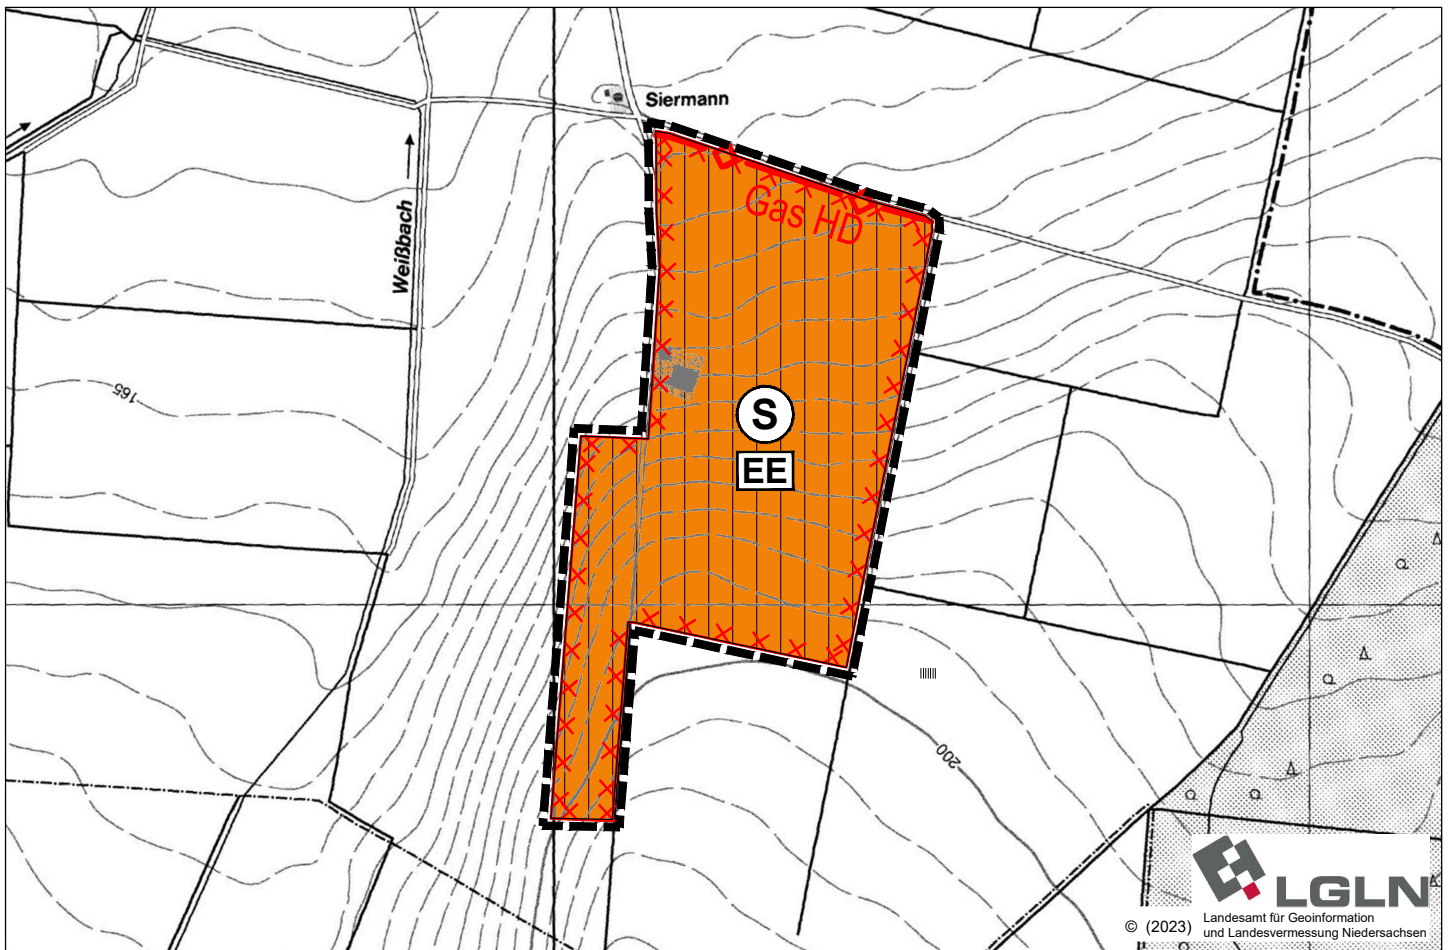 Siermann
Gas HD
Weißbach
165
S
EE
200
LGLN
© (2023)
Landesamt für Geoinformation
und Landesvermessung Niedersachsen